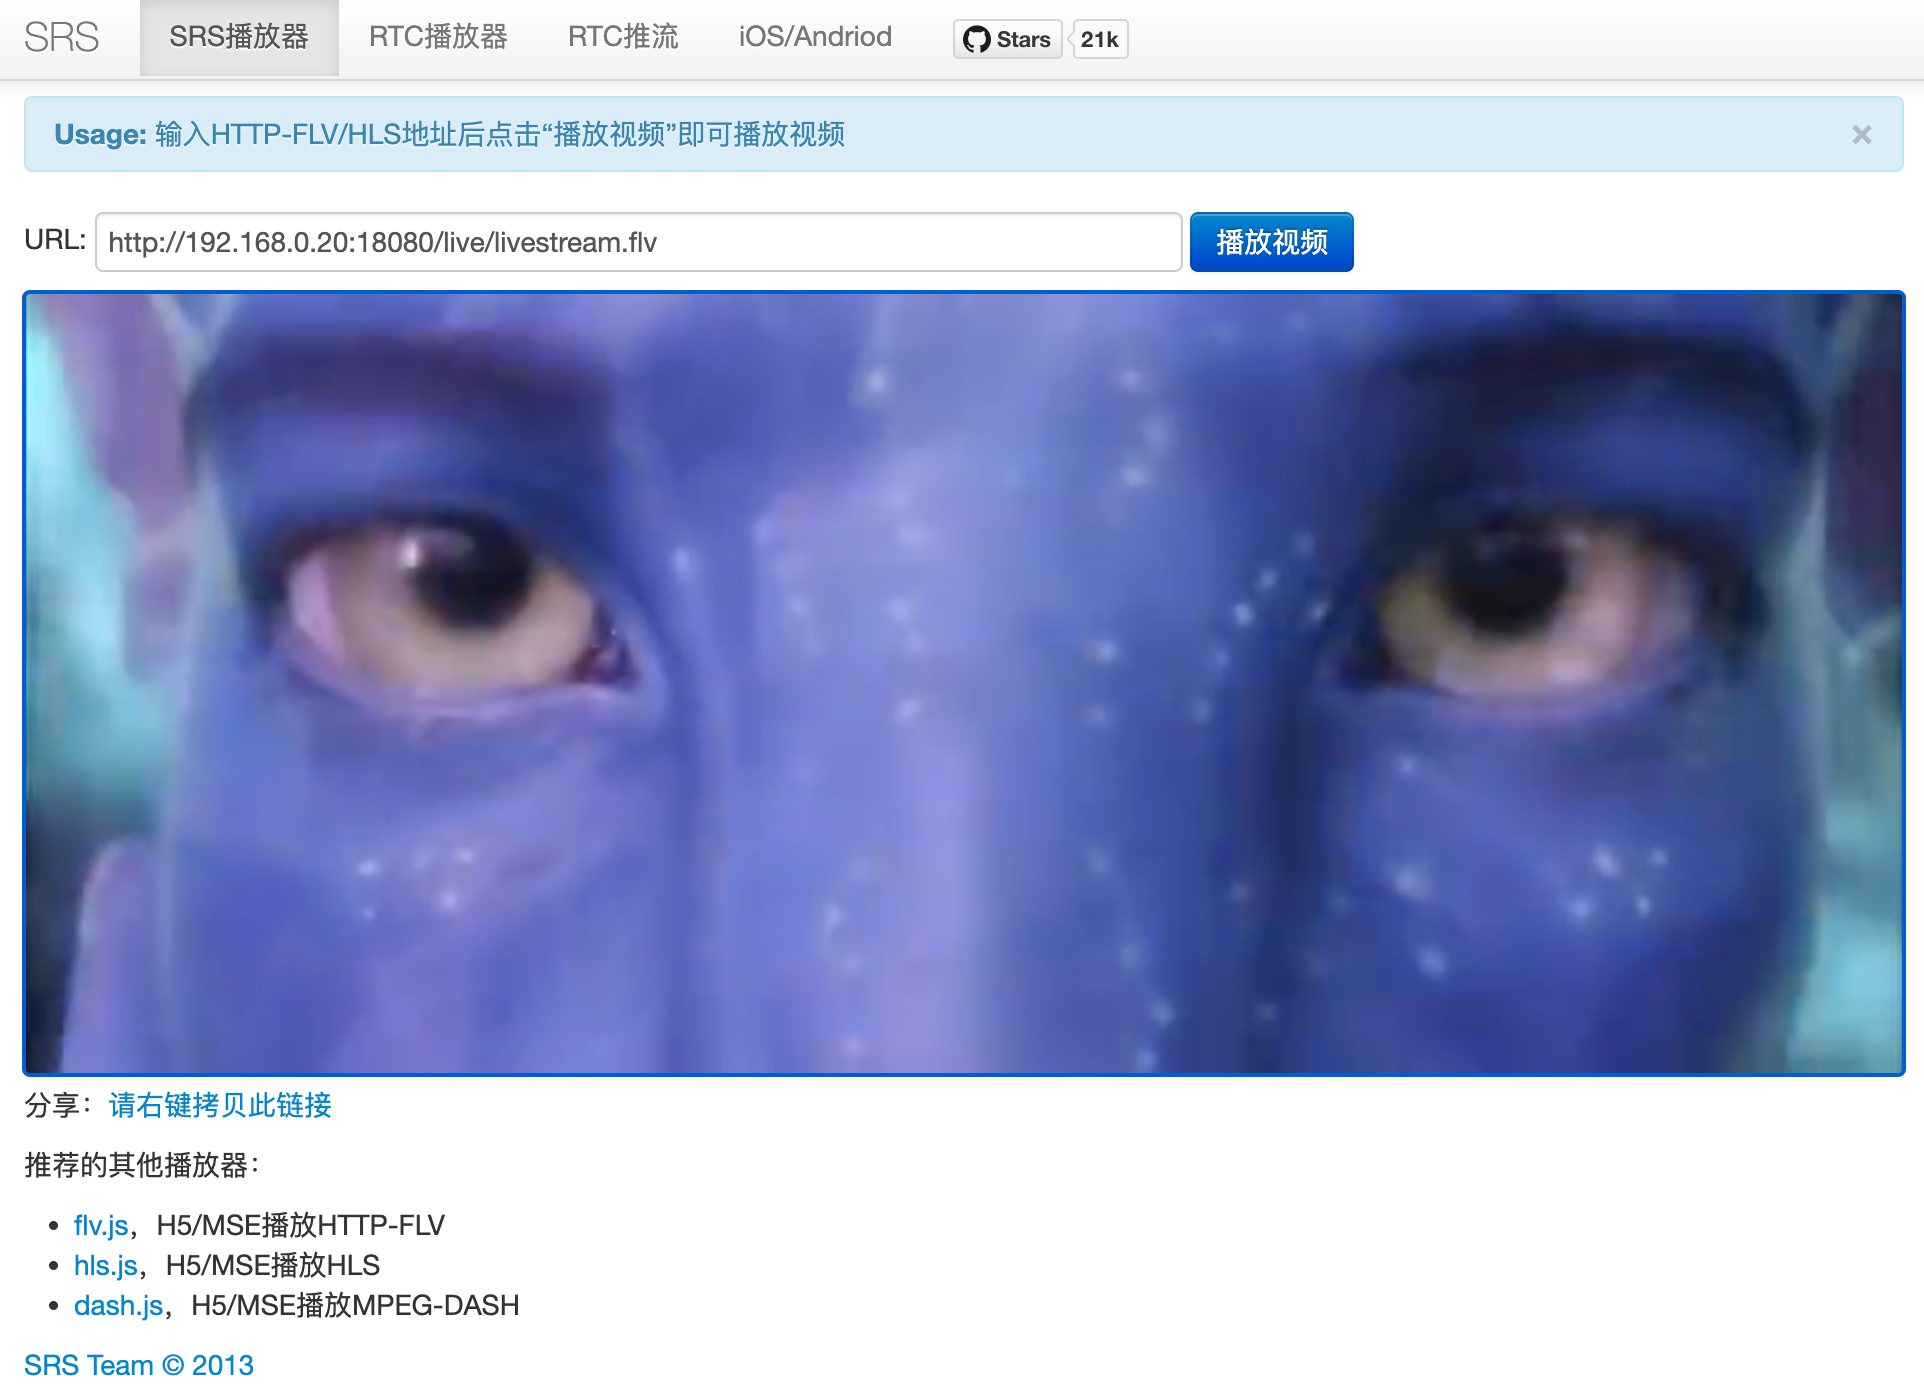 SRS SRS播放器 RTC播放器 RTC推流 iOS/Andriod Stars 21k
Usage: 输入HTTP-FLV/HLS地址后点击“播放视频”即可播放视频 ×
URL: http://192.168.0.20:18080/live/livestream.flv 播放视频
分享： 请右键拷贝此链接
推荐的其他播放器：
• flv.js，H5/MSE播放HTTP-FLV
• hls.js，H5/MSE播放HLS
• dash.js，H5/MSE播放MPEG-DASH
SRS Team © 2013